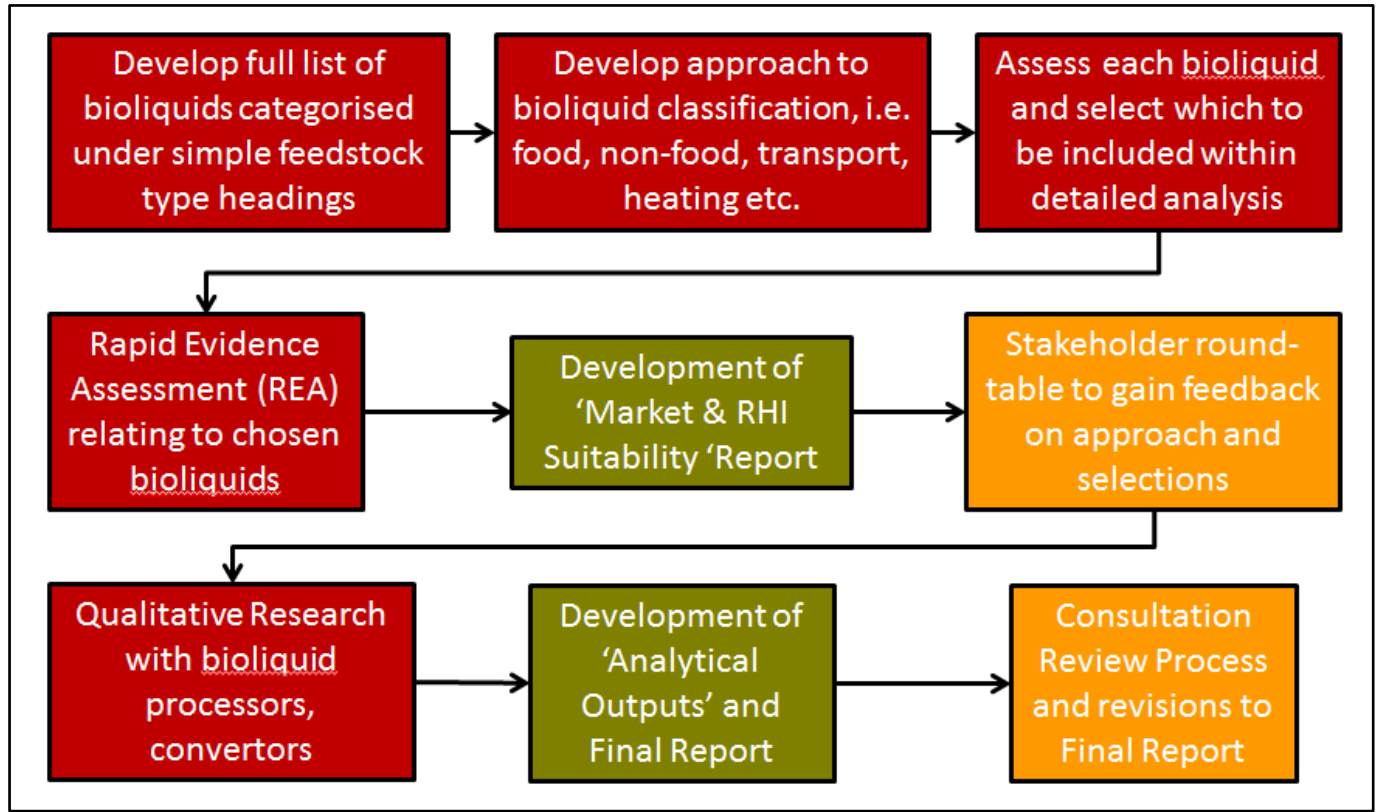 Develop full list of
bioliquids categorised
under simple feedstock
type headings
Develop approach to
bioliquid classification, i.e.
food, non-food, transport,
heating etc.
Assess each bioliquid
and select which to
be included within
detailed analysis
Rapid Evidence
Assessment (REA)
relating to chosen
bioliquids
Development of
‘Market & RHI
Suitability ‘Report
Stakeholder round-
table to gain feedback
on approach and
selections
Qualitative Research
with bioliquid
processors,
convertors
Development of
‘Analytical
Outputs’ and
Final Report
Consultation
Review Process
and revisions to
Final Report